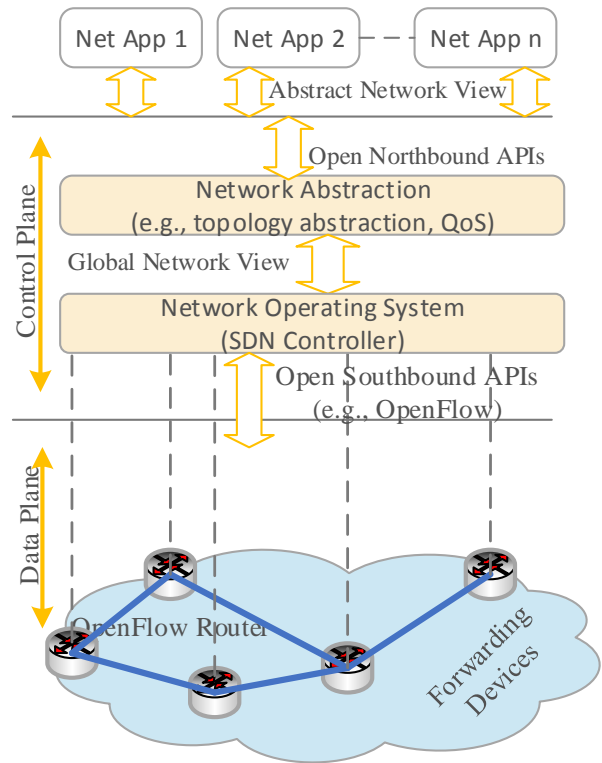 Net App 1
Net App 2
Net App n
Abstract Network View
Open Northbound APIs
Network Abstraction
(e.g., topology abstraction, QoS)
Global Network View
Control Plane
Network Operating System
(SDN Controller)
Open Southbound APIs
(e.g., OpenFlow)
Data Plane
OpenFlow Router
Forwarding
Devices